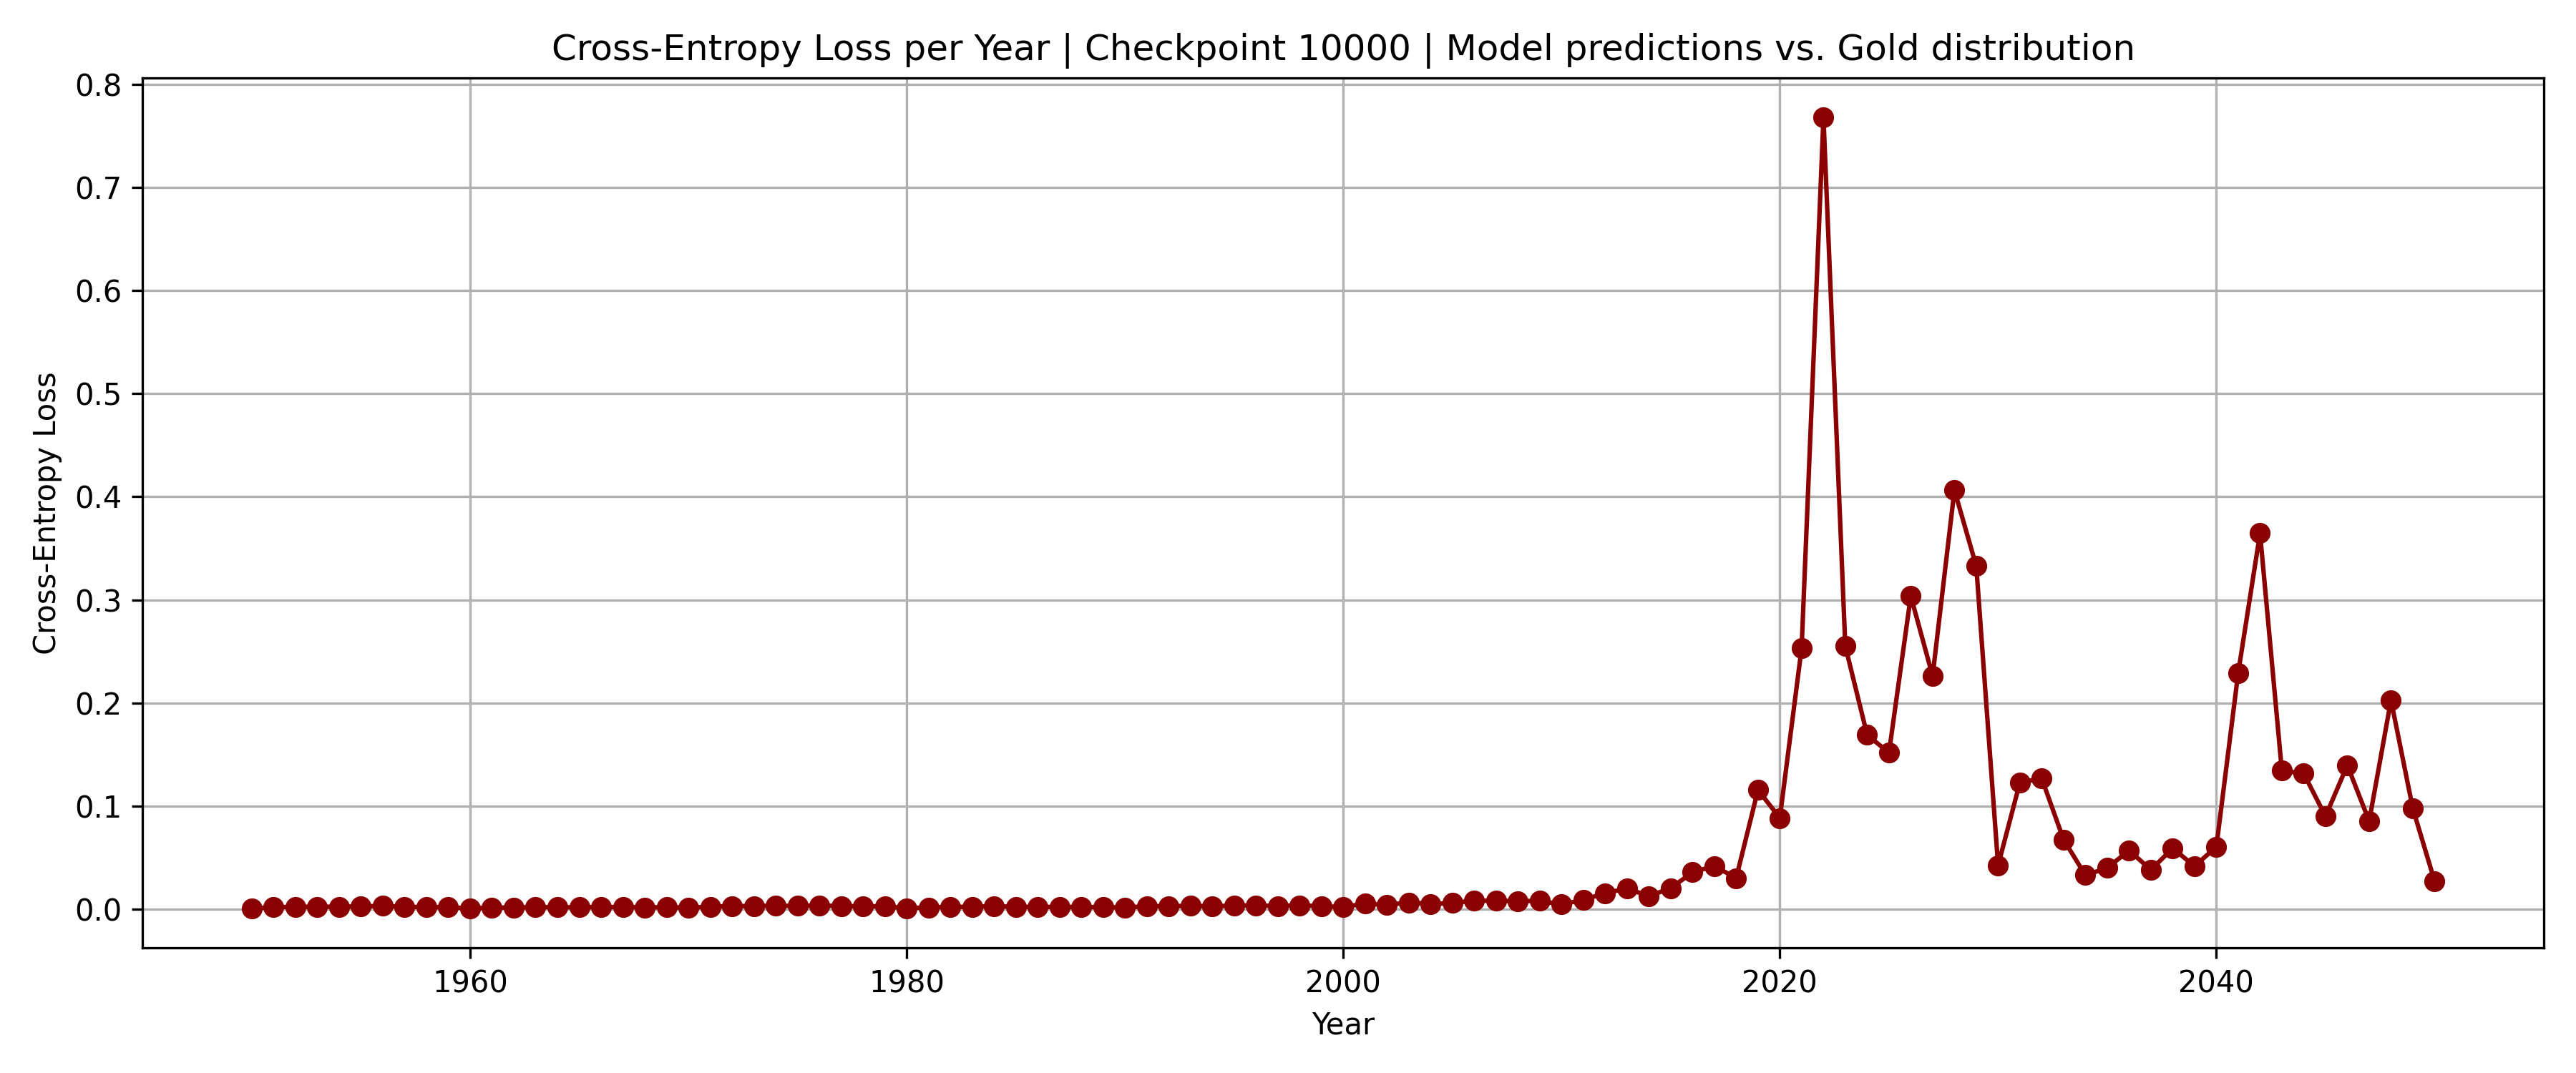 Cross-Entropy Loss per Year | Checkpoint 10000 | Model predictions vs. Gold distribution
0.8
0.7
0.6
0.5
0.4
0.3
0.2
0.1
0.0
Cross-Entropy Loss
1960 1980 2000 2020 2040
Year